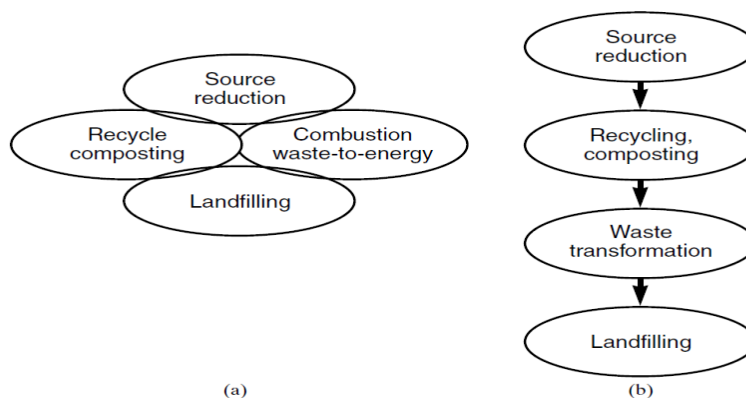 Source
reduction
Recycle
composting
Combustion
waste-to-energy
Landfilling
(a)
Source
reduction
Recycling,
composting
Waste
transformation
Landfilling
(b)